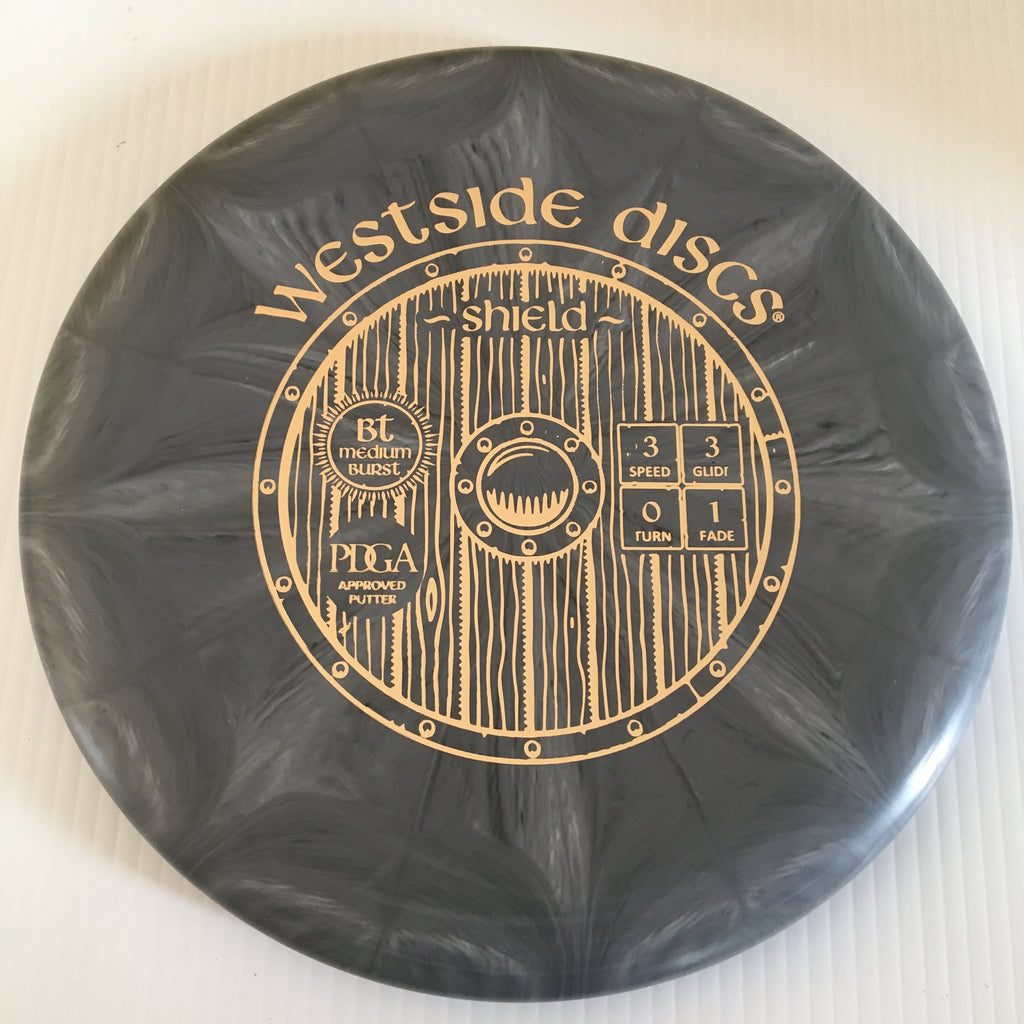 Westside discs®
~ shield ~
Bt
medium
burst
PDGA
APPROVED
PUTTER
3 3
SPEED GLIDE
0 1
TURN FADE